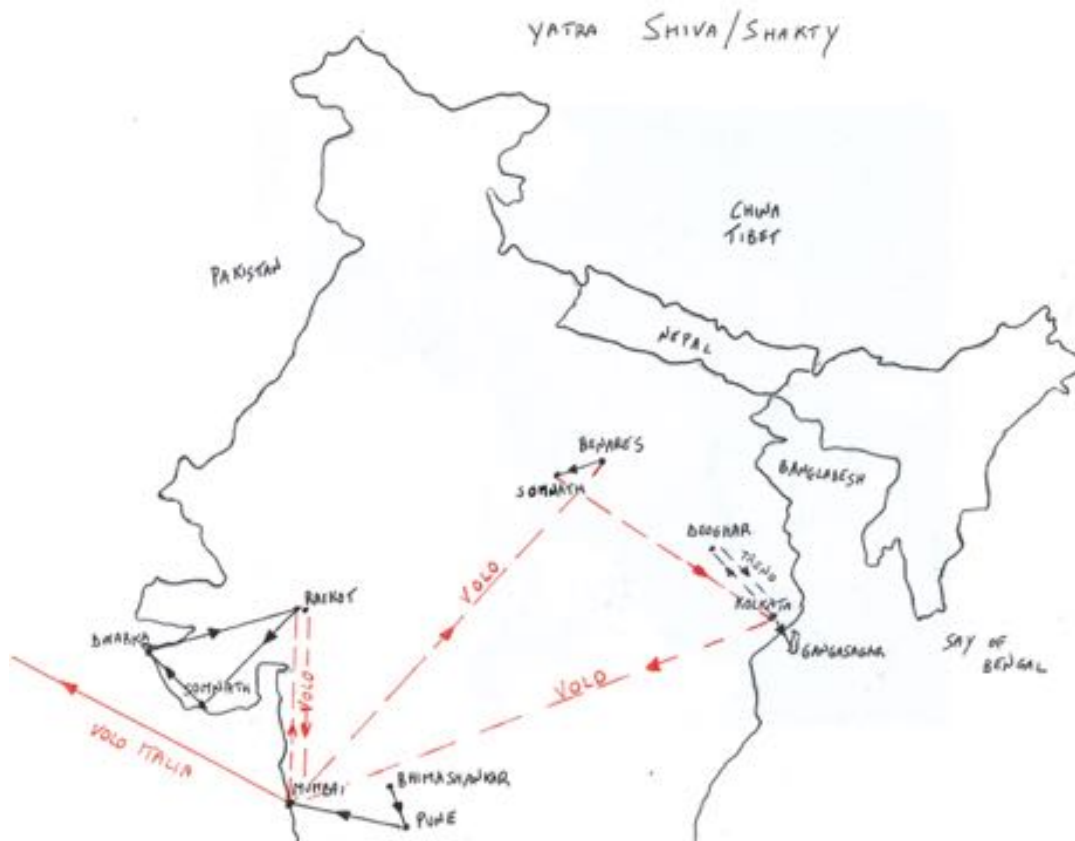 YATRA SHIVA/SHAKTY
CHINA
TIBET
PAKISTAN
NEPAL
BENARES
SOMNATH
BANGLADESH
DEOGHAR
TRENO
VOLO
RAJKOT
KOLKATA
DWARKA
GANGASAGAR
SAY OF
BENGAL
SOMNATH
VOLO
VOLO
VOLO ITALIA
MUMBAI
BHIMASHANKAR
PUNE